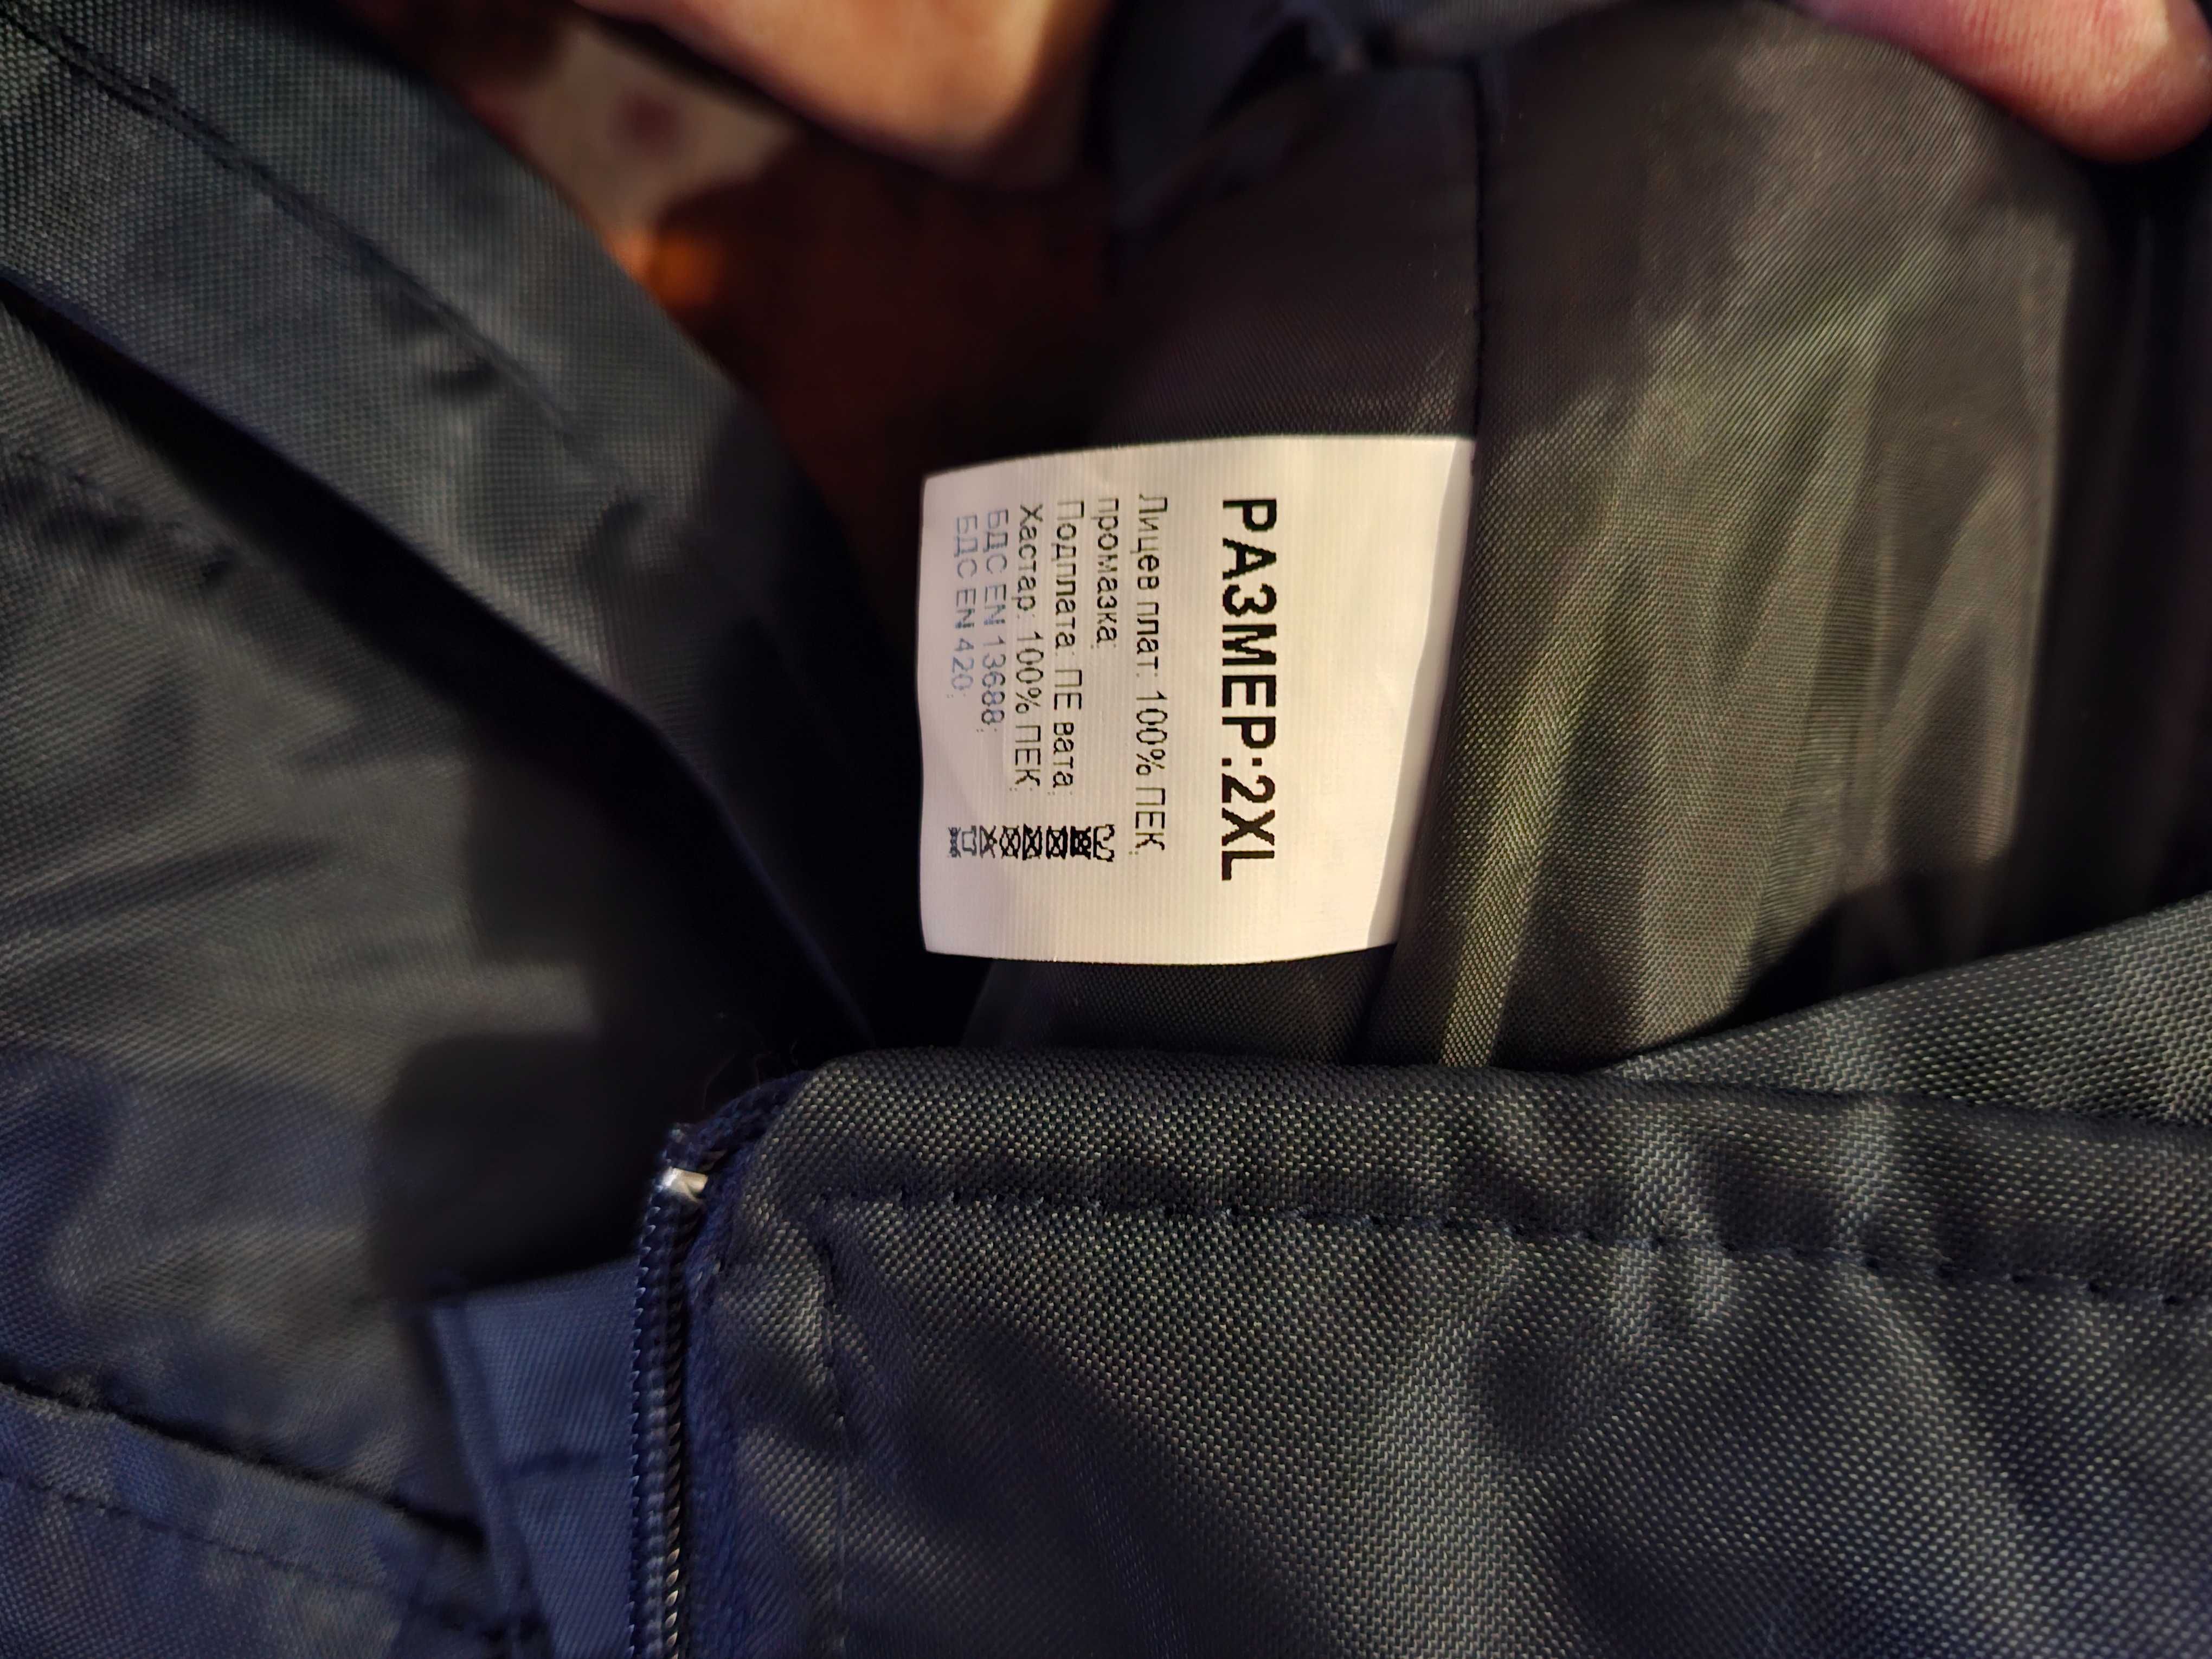 РАЗМЕР:2XL
Лицев плат: 100% ПЕК,
промазка;
Подплата: ПЕ вата;
Хастар: 100% ПЕК;
БДС EN 13688;
БДС EN 420;